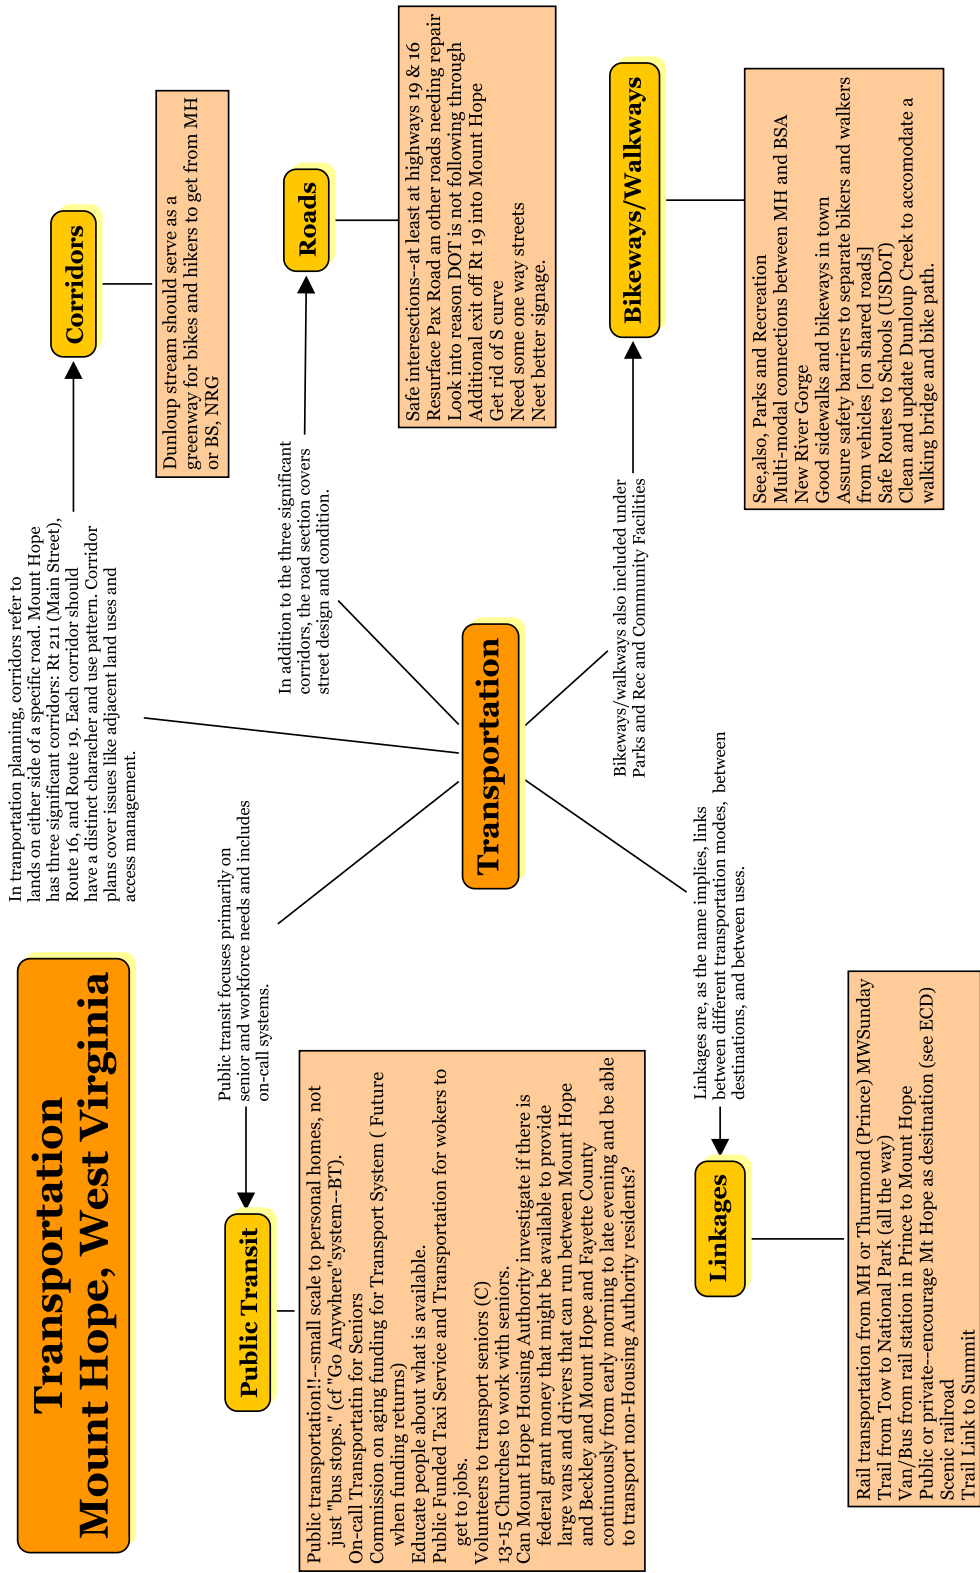 Transportation
Mount Hope, West Virginia
In tranportation planning, corridors refer to
lands on either side of a specific road. Mount Hope
has three significant corridors: Rt 211 (Main Street),
Route 16, and Route 19. Each corridor should
have a distinct characher and use pattern. Corridor
plans cover issues like adjacent land uses and
access management.
Corridors
Dunloup stream should serve as a
greenway for bikes and hikers to get from MH
or BS, NRG
Public transit focuses primarily on
senior and workforce needs and includes
on-call systems.
Public Transit
Public transportation!!--small scale to personal homes, not
just "bus stops." (cf "Go Anywhere"system--BT).
On-call Transportatin for Seniors
Commission on aging funding for Transport System ( Future
when funding returns)
Educate people about what is available.
Public Funded Taxi Service and Transportation for wokers to
get to jobs.
Volunteers to transport seniors (C)
13-15 Churches to work with seniors.
Can Mount Hope Housing Authority investigate if there is
federal grant money that might be available to provide
large vans and drivers that can run between Mount Hope
and Beckley and Mount Hope and Fayette County
continuously from early morning to late evening and be able
to transport non-Housing Authority residents?
In addition to the three significant
corridors, the road section covers
street design and condition.
Roads
Safe interesections--at least at highways 19 & 16
Resurface Pax Road an other roads needing repair
Look into reason DOT is not following through
Additional exit off Rt 19 into Mount Hope
Get rid of S curve
Need some one way streets
Neet better signage.
Transportation
Bikeways/walkways also included under
Parks and Rec and Community Facilities
Bikeways/Walkways
See,also, Parks and Recreation
Multi-modal connections between MH and BSA
New River Gorge
Good sidewalks and bikeways in town
Assure safety barriers to separate bikers and walkers
from vehicles [on shared roads]
Safe Routes to Schools (USDoT)
Clean and update Dunloup Creek to accomodate a
walking bridge and bike path.
Linkages are, as the name implies, links
between different transportation modes, between
destinations, and between uses.
Linkages
Rail transportation from MH or Thurmond (Prince) MWSunday
Trail from Tow to National Park (all the way)
Van/Bus from rail station in Prince to Mount Hope
Public or private--encourage Mt Hope as desitnation (see ECD)
Scenic railroad
Trail Link to Summit